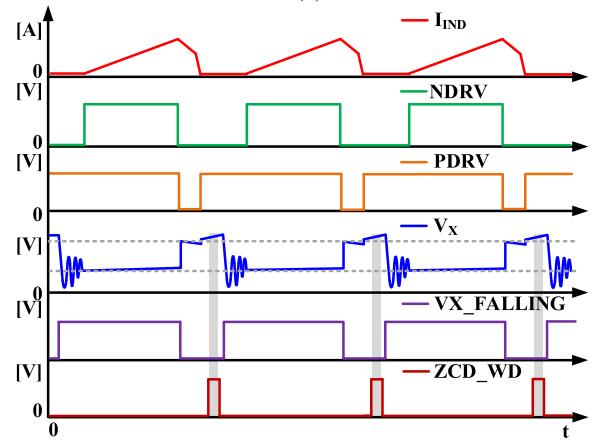 [A]
I_IND
0
[V]
NDRV
0
[V]
PDRV
0
V_X
[V]
0
VX_FALLING
[V]
0
ZCD_WD
[V]
0
0
t